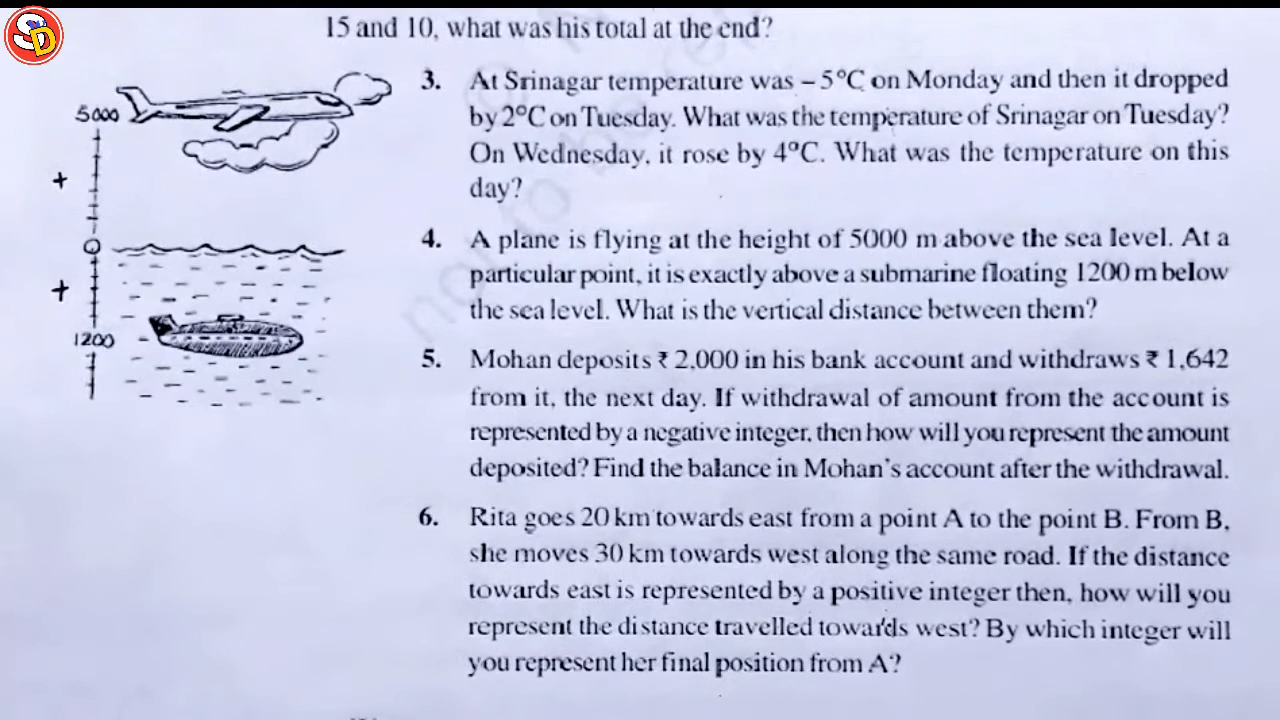 SD
15 and 10, what was his total at the end?
3. At Srinagar temperature was – 5°C on Monday and then it dropped
by 2°C on Tuesday. What was the temperature of Srinagar on Tuesday?
On Wednesday, it rose by 4°C. What was the temperature on this
day?
4. A plane is flying at the height of 5000 m above the sea level. At a
particular point, it is exactly above a submarine floating 1200 m below
the sea level. What is the vertical distance between them?
5. Mohan deposits ₹ 2,000 in his bank account and withdraws ₹ 1,642
from it, the next day. If withdrawal of amount from the account is
represented by a negative integer, then how will you represent the amount
deposited? Find the balance in Mohan's account after the withdrawal.
6. Rita goes 20 km towards east from a point A to the point B. From B,
she moves 30 km towards west along the same road. If the distance
towards east is represented by a positive integer then, how will you
represent the distance travelled towards west? By which integer will
you represent her final position from A?
5000
+
0
+
1200